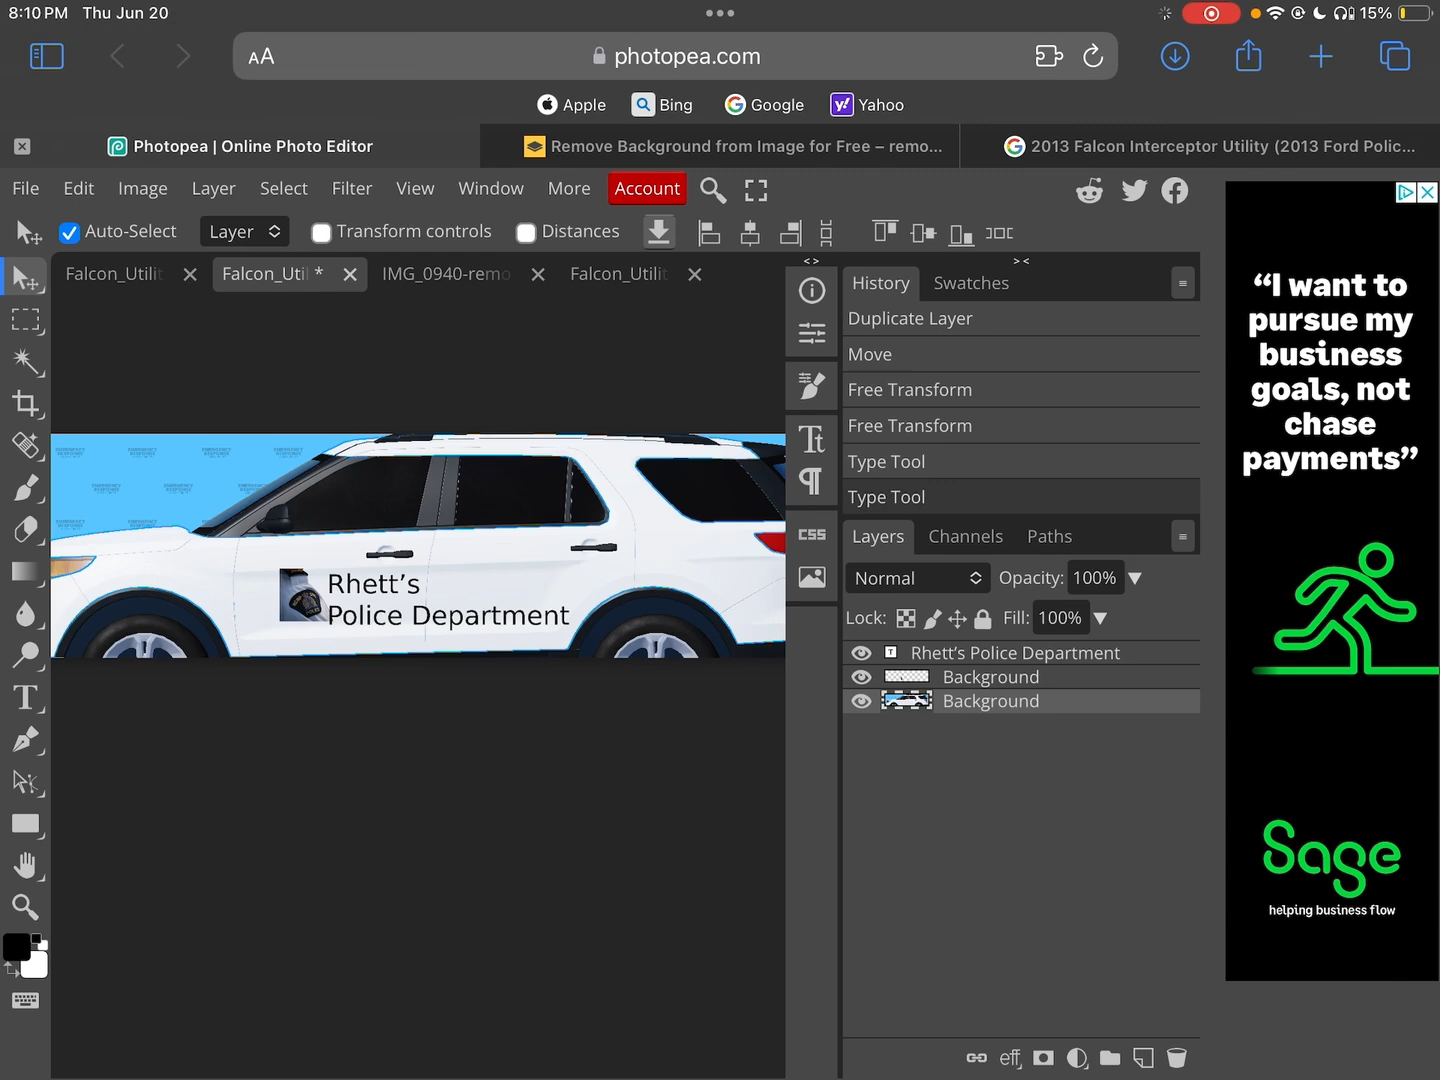 8:10 PM Thu Jun 20
15%
AA
photopea.com
Apple
Bing
Google
Yahoo
Photopea | Online Photo Editor
Remove Background from Image for Free – remo...
2013 Falcon Interceptor Utility (2013 Ford Polic...
File Edit Image Layer Select Filter View Window More Account
Auto-Select
Layer
Transform controls
Distances
Falcon_Utilit
Falcon_Util *
IMG_0940-remo
Falcon_Utilit
History
Swatches
Duplicate Layer
Move
Free Transform
Free Transform
Type Tool
Type Tool
CSS
Layers Channels Paths
Normal
Opacity: 100%
Lock:
Fill: 100%
Rhett’s Police Department
Background
Background
eff
EMERGENCY
RESPONSE
Rhett’s
Police Department
“I want to
pursue my
business
goals, not
chase
payments”
Sage
helping business flow